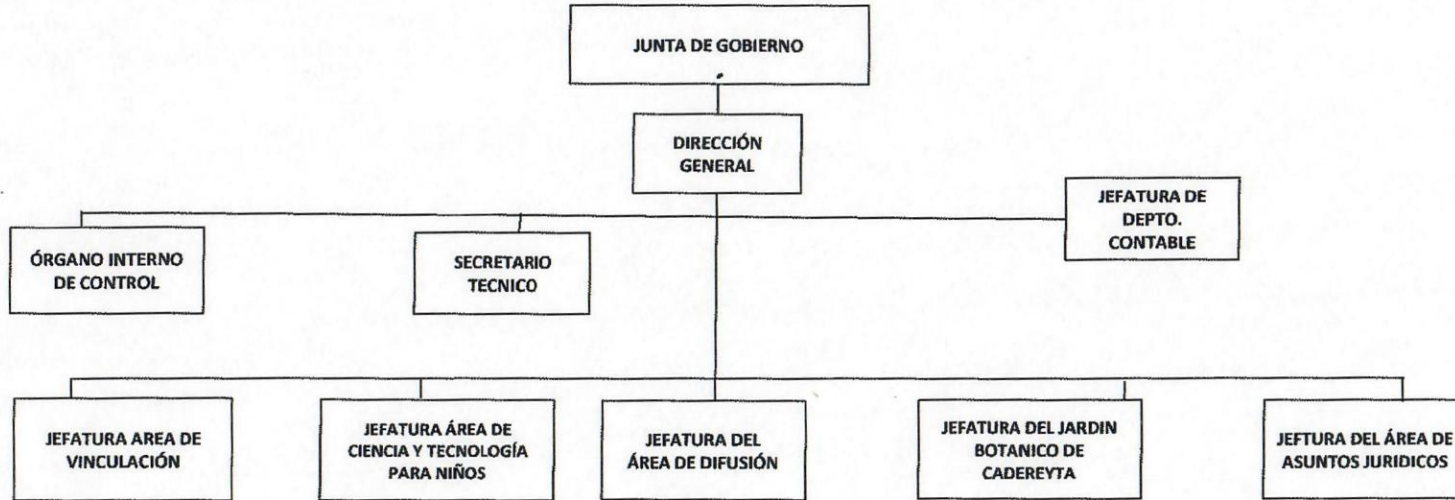 JUNTA DE GOBIERNO
DIRECCIÓN
GENERAL
JEFATURA DE
DEPTO.
CONTABLE
ÓRGANO INTERNO
DE CONTROL
SECRETARIO
TECNICO
JEFATURA AREA DE
VINCULACIÓN
JEFATURA ÁREA DE
CIENCIA Y TECNOLOGÍA
PARA NIÑOS
JEFATURA DEL
ÁREA DE DIFUSIÓN
JEFATURA DEL JARDIN
BOTANICO DE
CADEREYTA
JEFTURA DEL ÁREA DE
ASUNTOS JURIDICOS